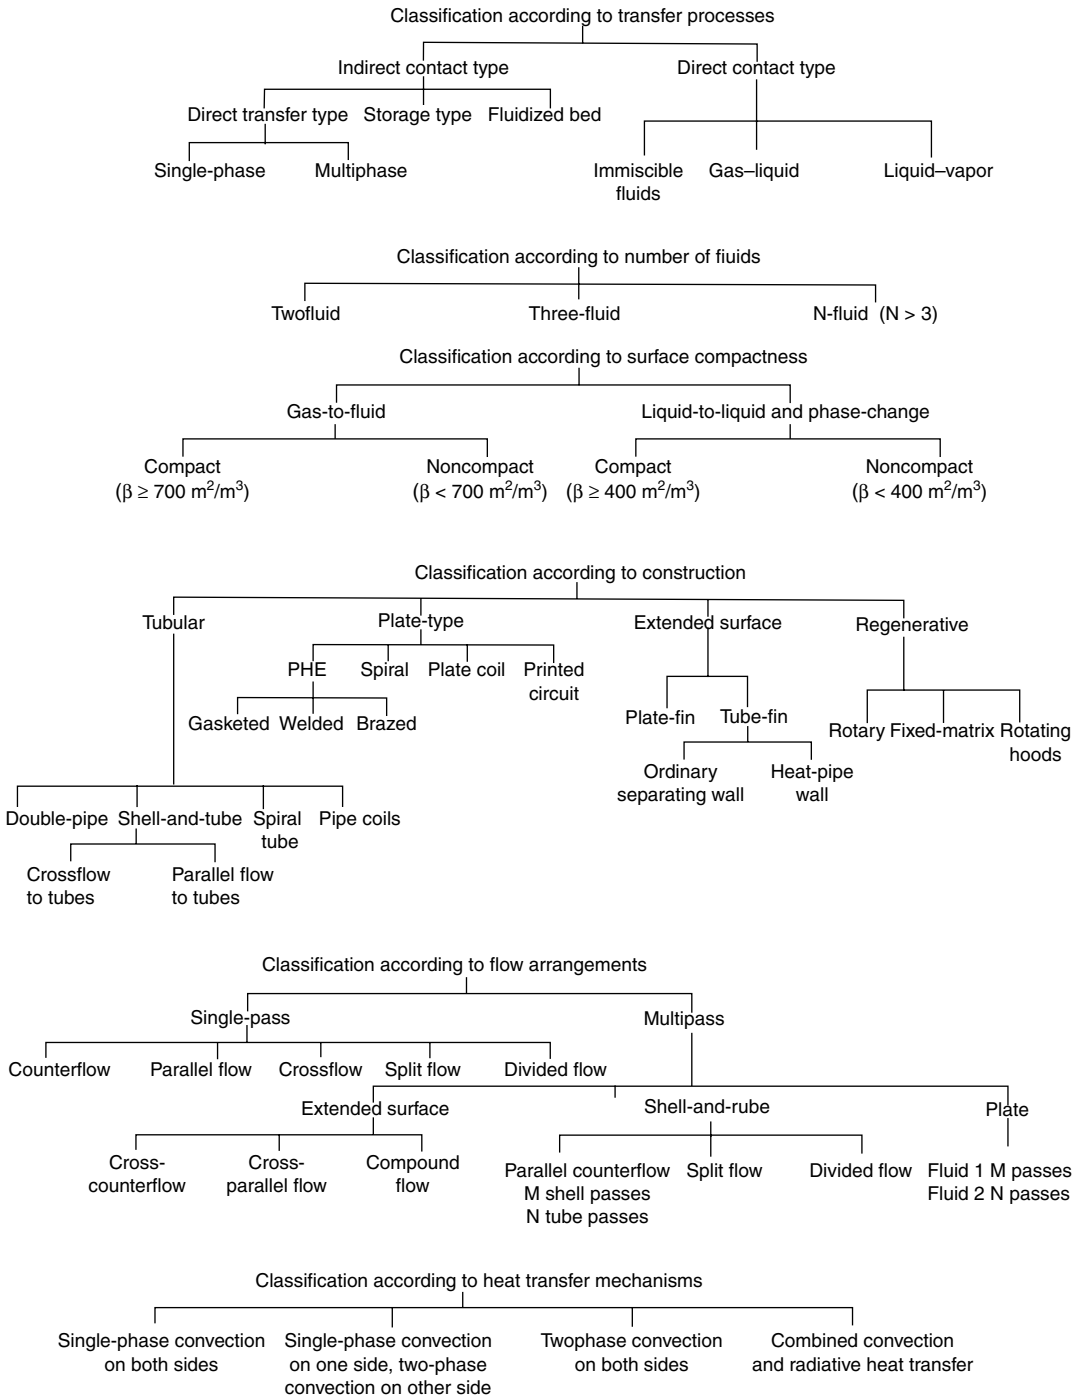 Classification according to transfer processes
Indirect contact type
Direct contact type
Direct transfer type
Storage type
Fluidized bed
Single-phase
Multiphase
Immiscible
fluids
Gas–liquid
Liquid–vapor
Classification according to number of fiuids
Twofluid
Three-fluid
N-fluid (N > 3)
Classification according to surface compactness
Gas-to-fluid
Liquid-to-liquid and phase-change
Compact
(β ≥ 700 m²/m³)
Noncompact
(β < 700 m²/m³)
Compact
(β ≥ 400 m²/m³)
Noncompact
(β < 400 m²/m³)
Classification according to construction
Tubular
Plate-type
Extended surface
Regenerative
PHE
Spiral
Plate coil
Printed
circuit
Gasketed
Welded
Brazed
Plate-fin
Tube-fin
Ordinary
separating wall
Heat-pipe
wall
Rotary
Fixed-matrix
Rotating
hoods
Double-pipe
Shell-and-tube
Spiral
tube
Pipe coils
Crossflow
to tubes
Parallel flow
to tubes
Classification according to flow arrangements
Single-pass
Multipass
Counterflow
Parallel flow
Crossflow
Split flow
Divided flow
Extended surface
Shell-and-rube
Plate
Cross-
counterflow
Cross-
parallel flow
Compound
flow
Parallel counterflow
M shell passes
N tube passes
Split flow
Divided flow
Fluid 1 M passes
Fluid 2 N passes
Classification according to heat transfer mechanisms
Single-phase convection
on both sides
Single-phase convection
on one side, two-phase
convection on other side
Twophase convection
on both sides
Combined convection
and radiative heat transfer